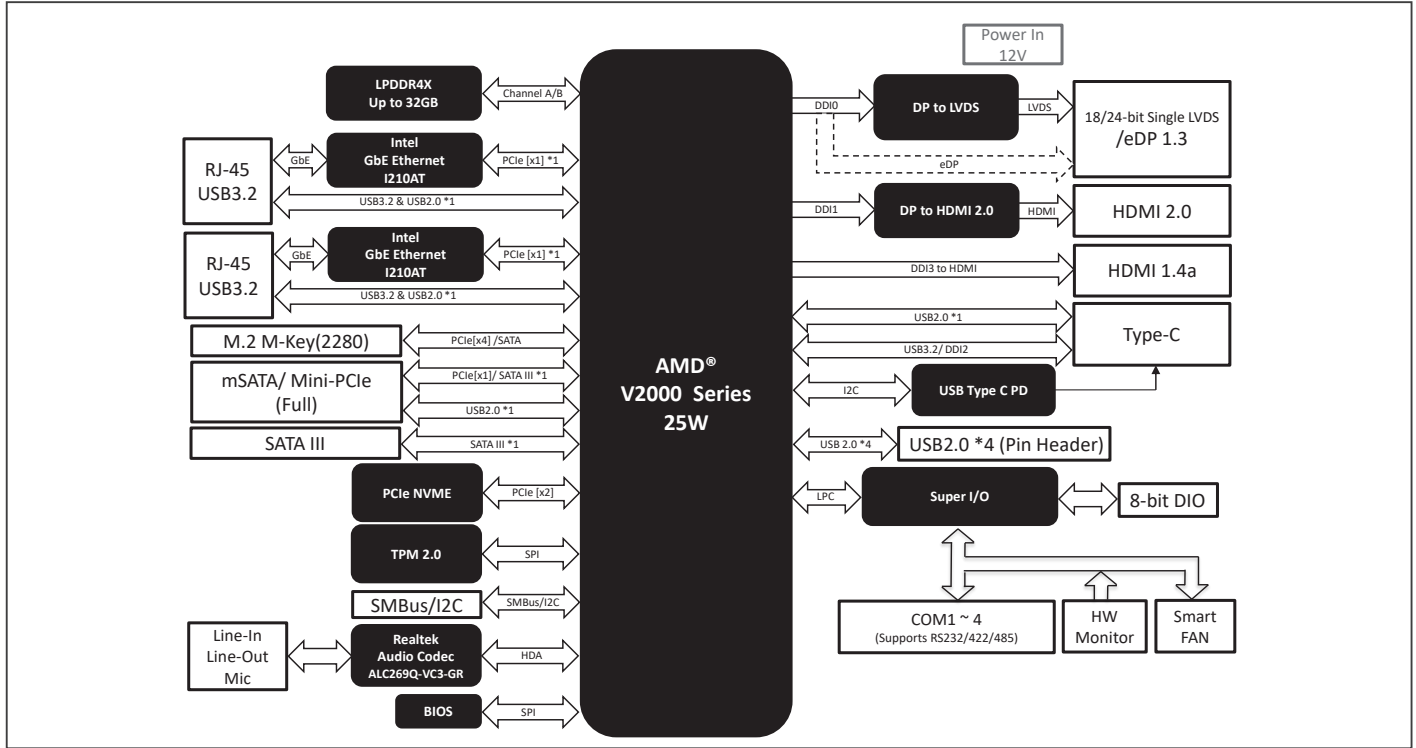 Power In
12V
LPDDR4X
Up to 32GB
Channel A/B
RJ-45
USB3.2
GbE
Intel
GbE Ethernet
I210AT
PCIe [x1] *1
USB3.2 & USB2.0 *1
RJ-45
USB3.2
GbE
Intel
GbE Ethernet
I210AT
PCIe [x1] *1
USB3.2 & USB2.0 *1
M.2 M-Key(2280)
PCIe[x4] /SATA
mSATA/ Mini-PCIe
(Full)
PCIe[x1]/ SATA III *1
USB2.0 *1
SATA III
SATA III *1
PCIe NVME
PCIe [x2]
TPM 2.0
SPI
SMBus/I2C
SMBus/I2C
Line-In
Line-Out
Mic
Realtek
Audio Codec
ALC269Q-VC3-GR
HDA
BIOS
SPI
AMD®
V2000 Series
25W
DDI0
DP to LVDS
LVDS
18/24-bit Single LVDS
/eDP 1.3
eDP
DDI1
DP to HDMI 2.0
HDMI
HDMI 2.0
DDI3 to HDMI
HDMI 1.4a
USB2.0 *1
Type-C
USB3.2/ DDI2
I2C
USB Type C PD
USB 2.0 *4
USB2.0 *4 (Pin Header)
LPC
Super I/O
8-bit DIO
COM1 ~ 4
(Supports RS232/422/485)
HW
Monitor
Smart
FAN